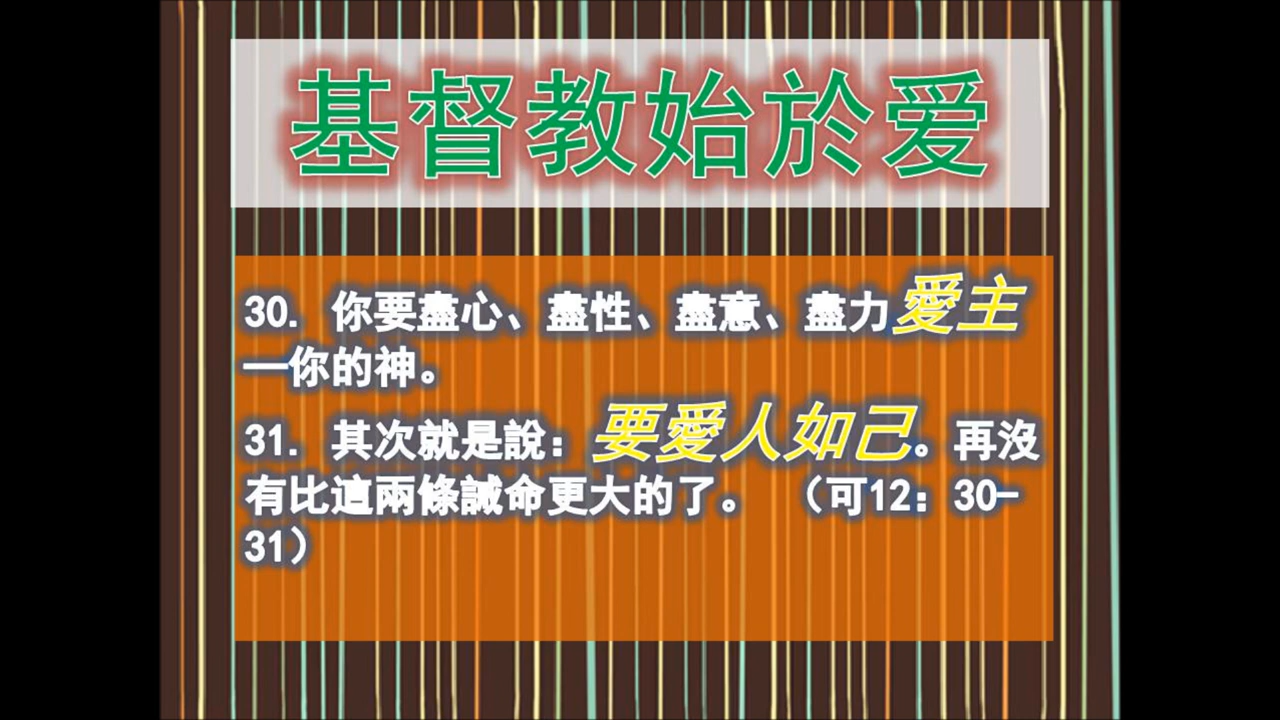 基督教始於爱
30. 你要盡心、盡性、盡意、盡力愛主
—你的神。
31. 其次就是說：要愛人如己。再沒
有比這兩條誡命更大的了。 （可12：30-
31）